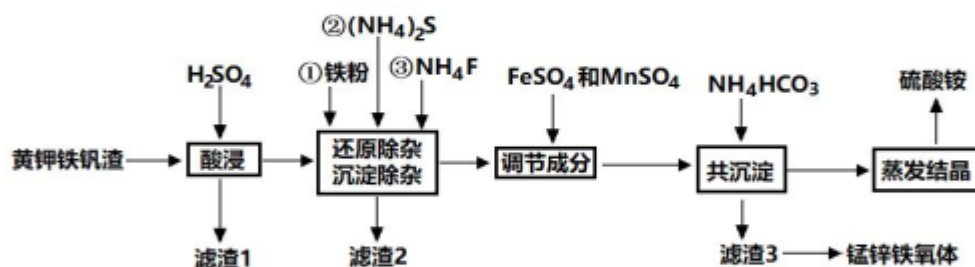 ②(NH₄)₂S
H₂SO₄
①铁粉
③NH₄F
FeSO₄和MnSO₄
NH₄HCO₃
硫酸铵
黄钾铁钒渣
酸浸
还原除杂
沉淀除杂
调节成分
共沉淀
蒸发结晶
滤渣1
滤渣2
滤渣3
锰锌铁氧体